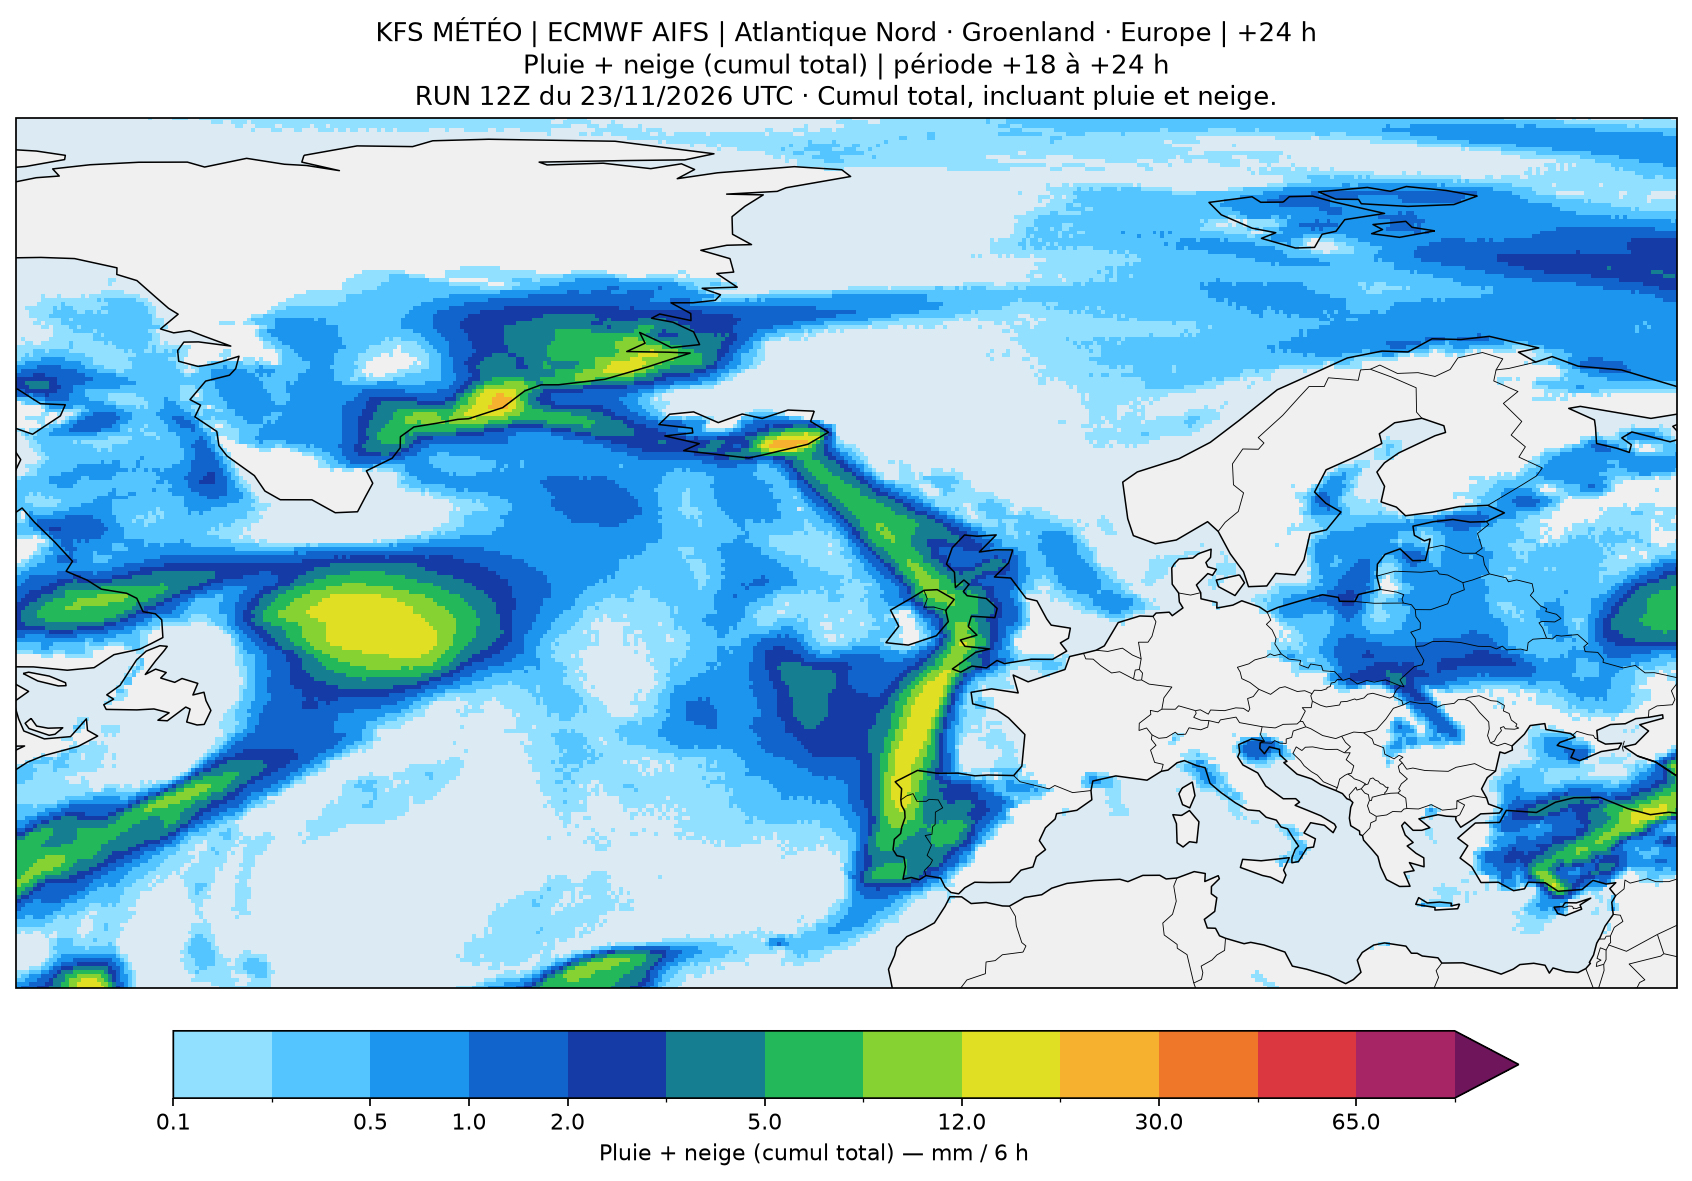 KFS MÉTÉO | ECMWF AIFS | Atlantique Nord · Groenland · Europe | +24 h
Pluie + neige (cumul total) | période +18 à +24 h
RUN 12Z du 23/11/2026 UTC · Cumul total, incluant pluie et neige.
0.1 0.5 1.0 2.0 5.0 12.0 30.0 65.0
Pluie + neige (cumul total) — mm / 6 h